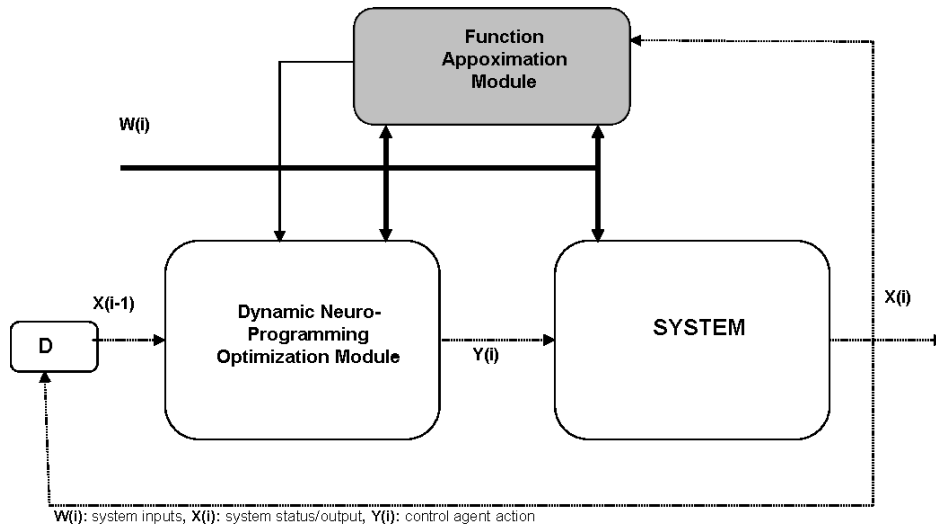 Function
Appoximation
Module
W(i)
X(i-1)
D
Dynamic Neuro-
Programming
Optimization Module
Y(i)
SYSTEM
X(i)
W(i): system inputs, X(i): system status/output, Y(i): control agent action